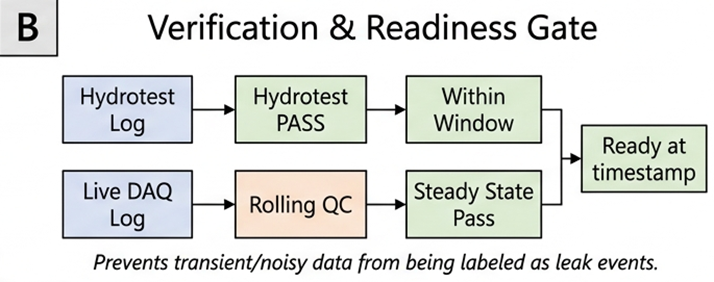 B
Verification & Readiness Gate
Hydrotest
Log
Hydrotest
PASS
Within
Window
Ready at
timestamp
Live DAQ
Log
Rolling QC
Steady State
Pass
Prevents transient/noisy data from being labeled as leak events.